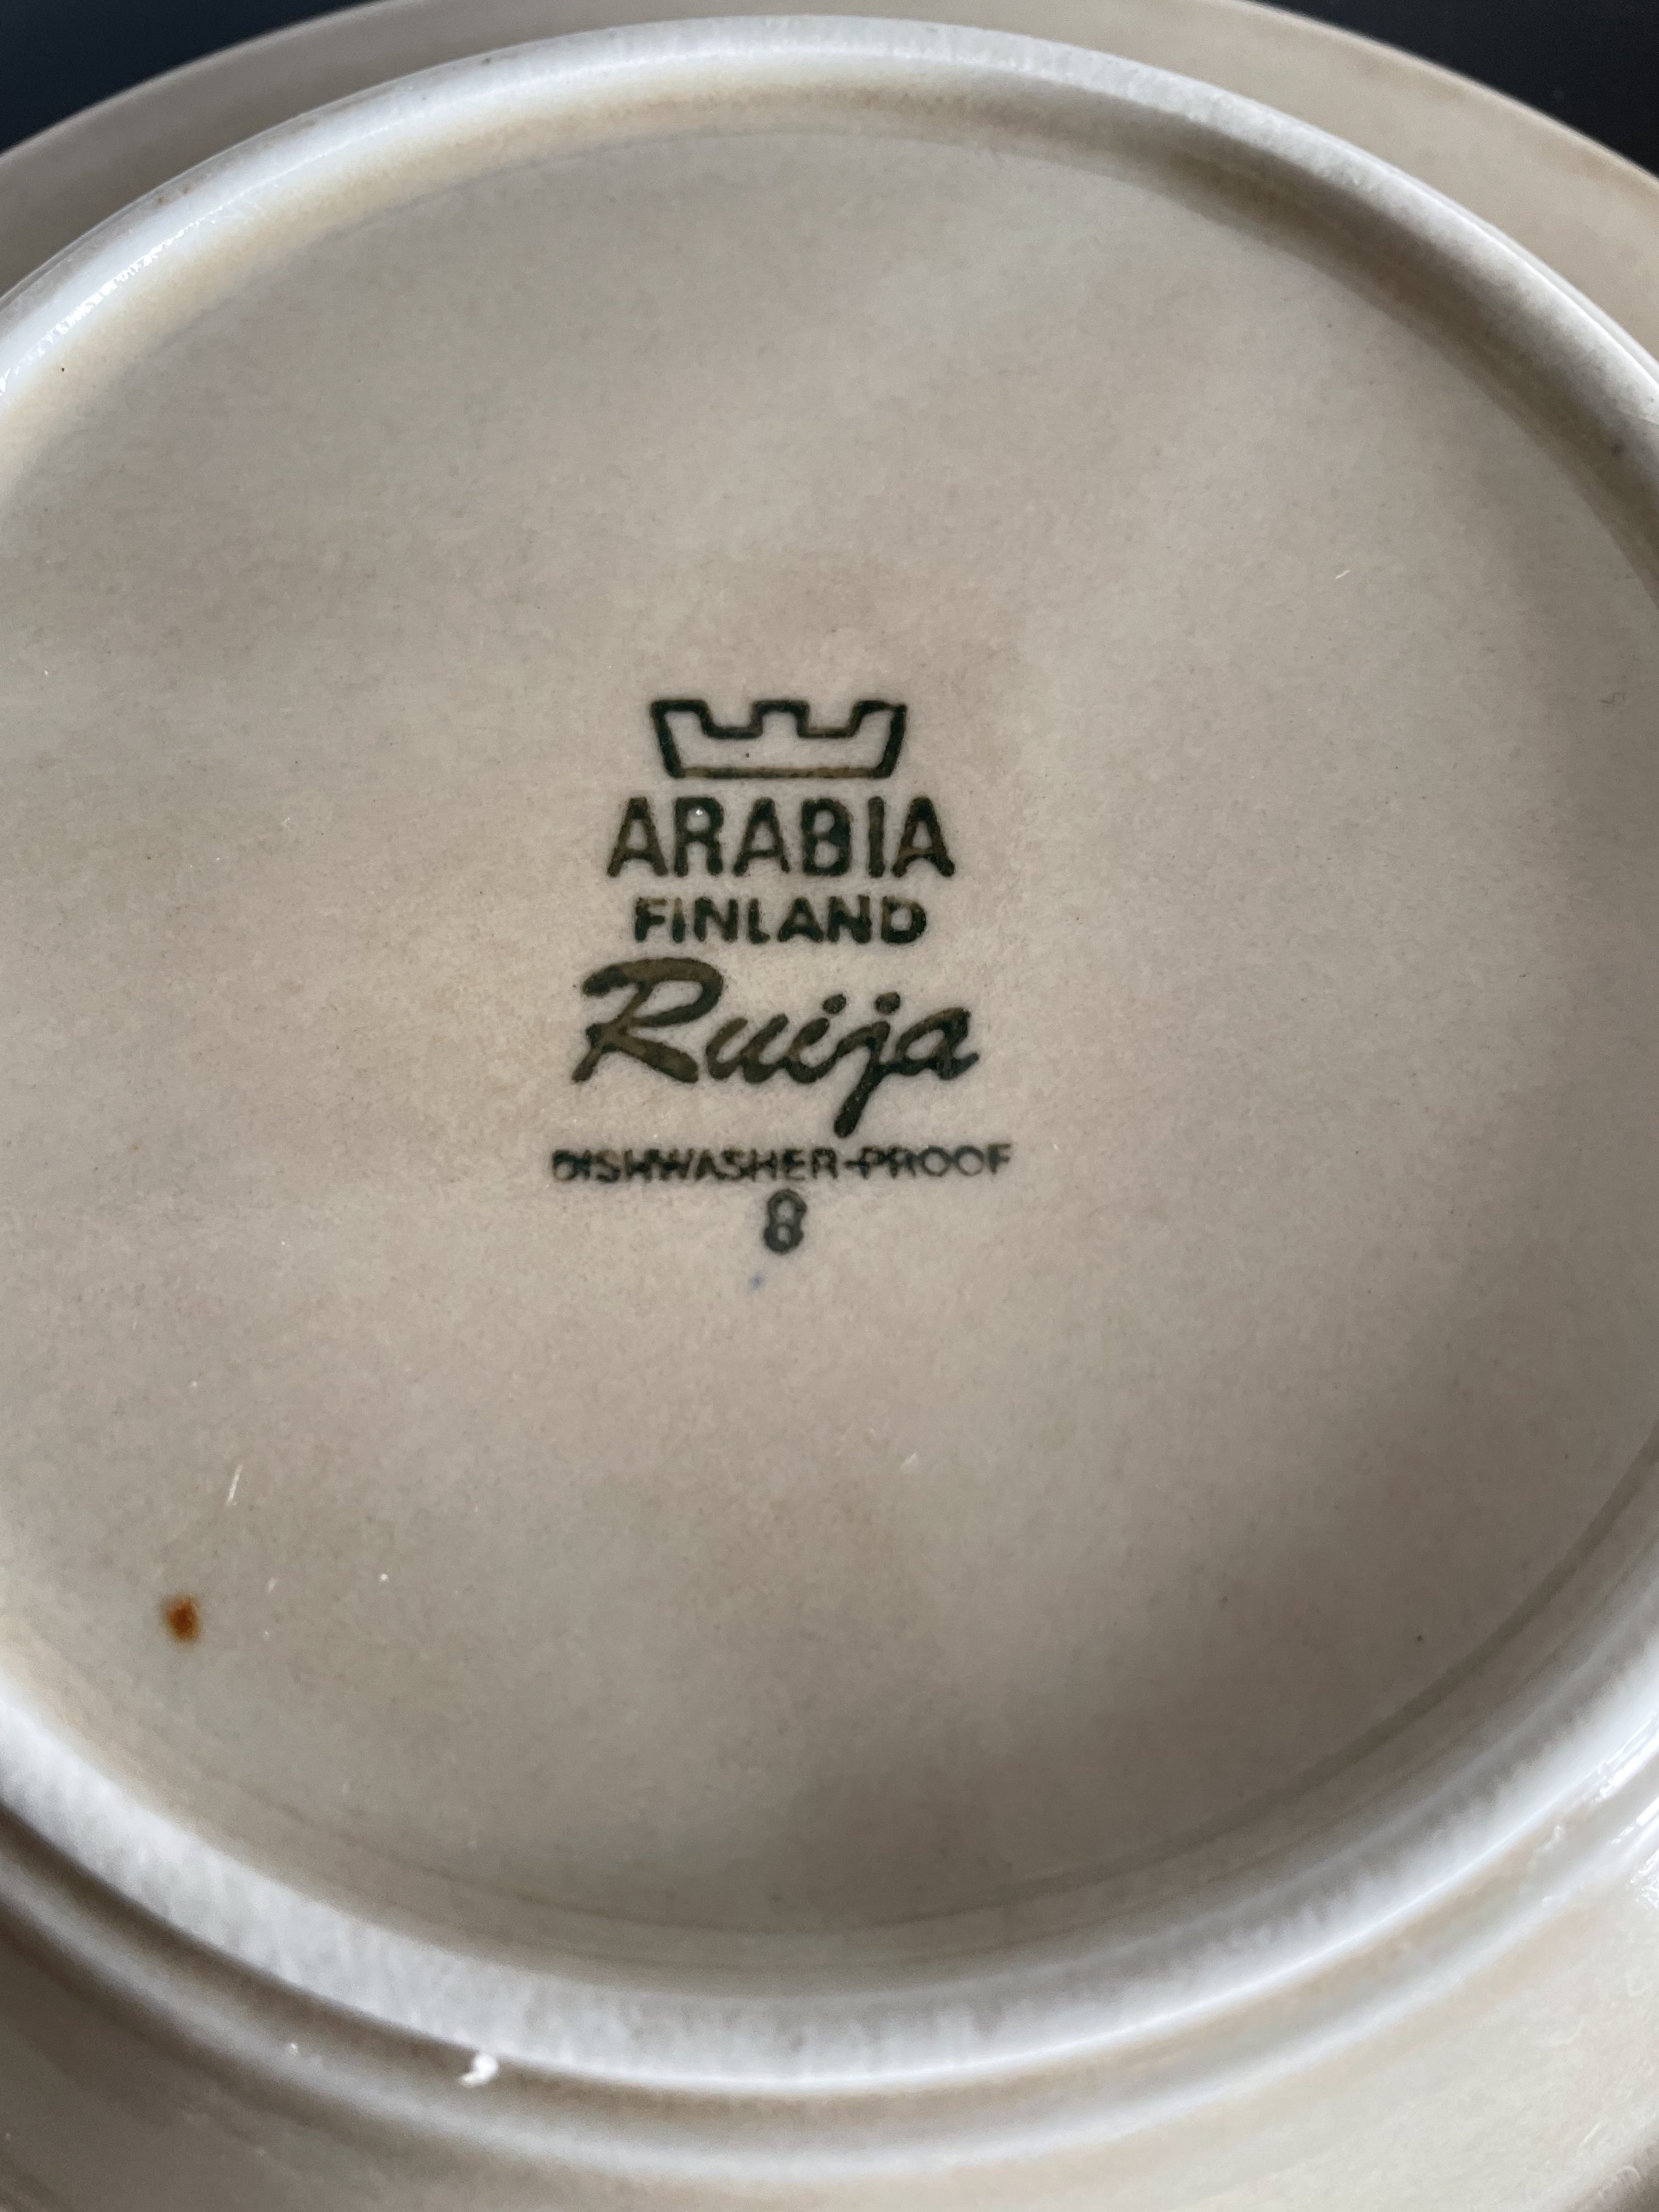 ARABIA
FINLAND
Ruija
DISHWASHER-PROOF
8